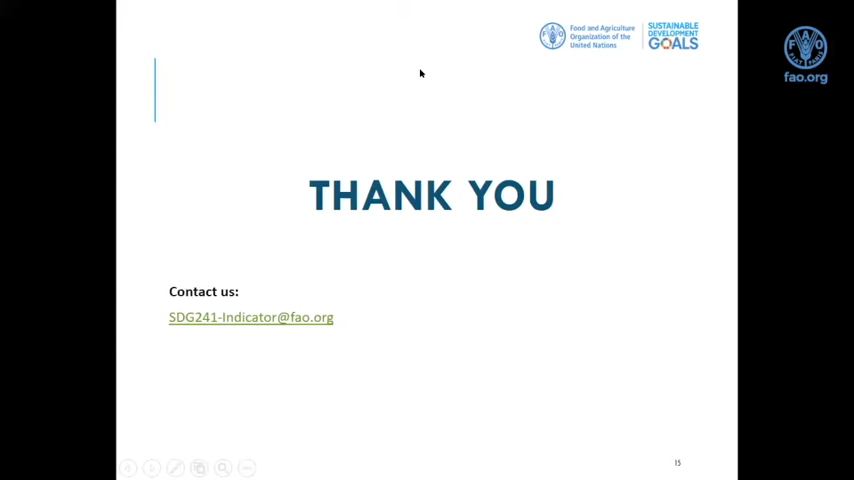 Food and Agriculture
Organization of the
United Nations
SUSTAINABLE
DEVELOPMENT
GOALS
fao.org
THANK YOU
Contact us:
SDG241-Indicator@fao.org
15